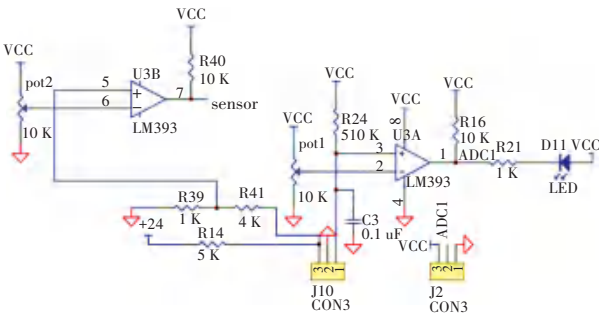 VCC
R40
10 K
VCC
pot2
U3B
5
+
6
−
7
sensor
LM393
10 K
VCC
R24
510 K
VCC
8
VCC
R16
10 K
VCC
pot1
U3A
3
+
2
−
1
ADC1
R21
1 K
D11
VCC
LED
LM393
4
10 K
R39
1 K
R41
4 K
C3
0.1 uF
+24
R14
5 K
3
2
1
J10
CON3
ADC1
VCC
3
2
1
J2
CON3